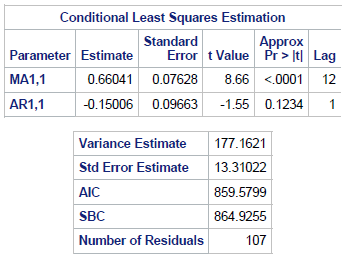 Conditional Least Squares Estimation
Parameter Estimate Standard Error t Value Approx Pr > |t| Lag
MA1,1 0.66041 0.07628 8.66 <.0001 12
AR1,1 -0.15006 0.09663 -1.55 0.1234 1
Variance Estimate 177.1621
Std Error Estimate 13.31022
AIC 859.5799
SBC 864.9255
Number of Residuals 107